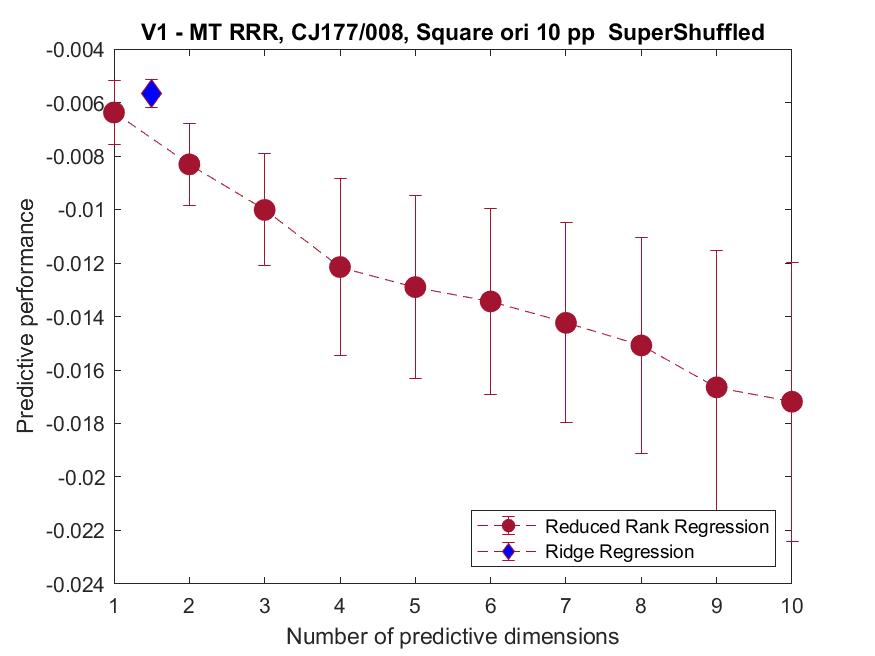 V1 - MT RRR, CJ177/008, Square ori 10 pp  SuperShuffled
-0.004
-0.006
-0.008
-0.01
-0.012
-0.014
-0.016
-0.018
-0.02
-0.022
-0.024
Predictive performance
Reduced Rank Regression
Ridge Regression
1 2 3 4 5 6 7 8 9 10
Number of predictive dimensions